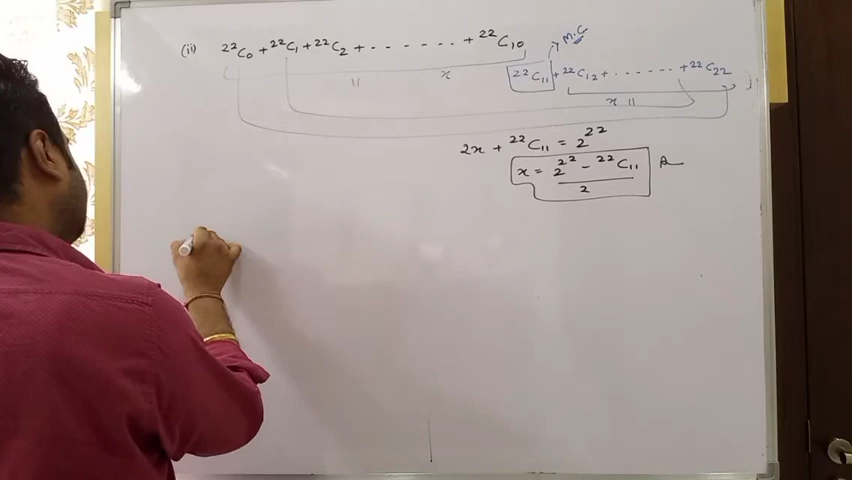 (ii) ²²C₀ + ²²C₁ + ²²C₂ + - - - - - - + ²²C₁₀
M.C
²²C₁₁ + ²²C₁₂ + - - - - - - + ²²C₂₂
x
x
2x + ²²C₁₁ = 2²²
x = (2²² - ²²C₁₁) / 2